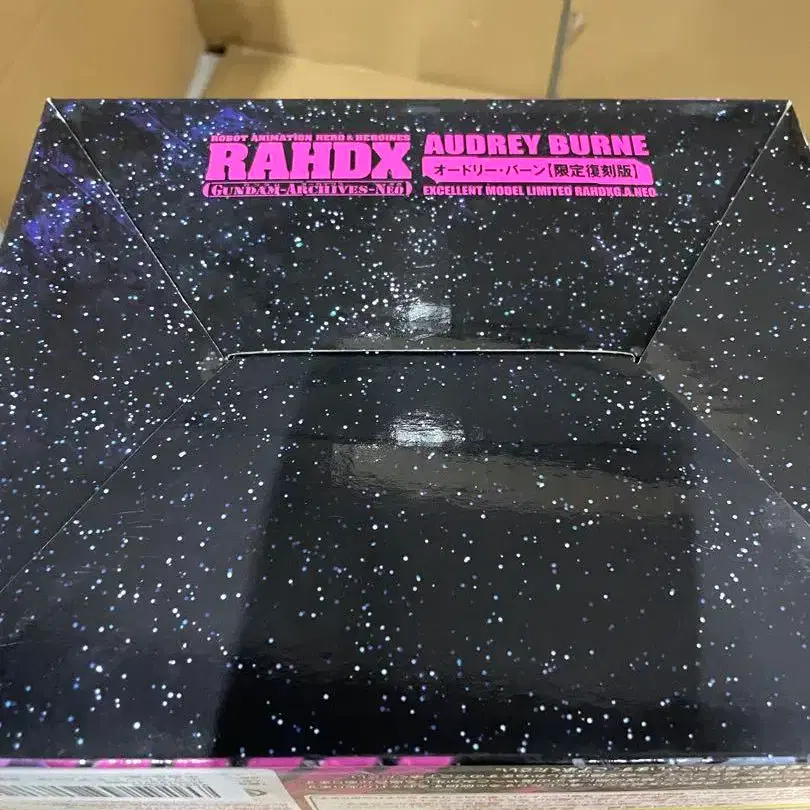 ROBOT ANIMATION HERO & HEROINES
RAHDX
GUNDAM-ARCHIVES-NEO
AUDREY BURNE
オードリー・バーン【限定復刻版】
EXCELLENT MODEL LIMITED RAHDXG.A.NEO